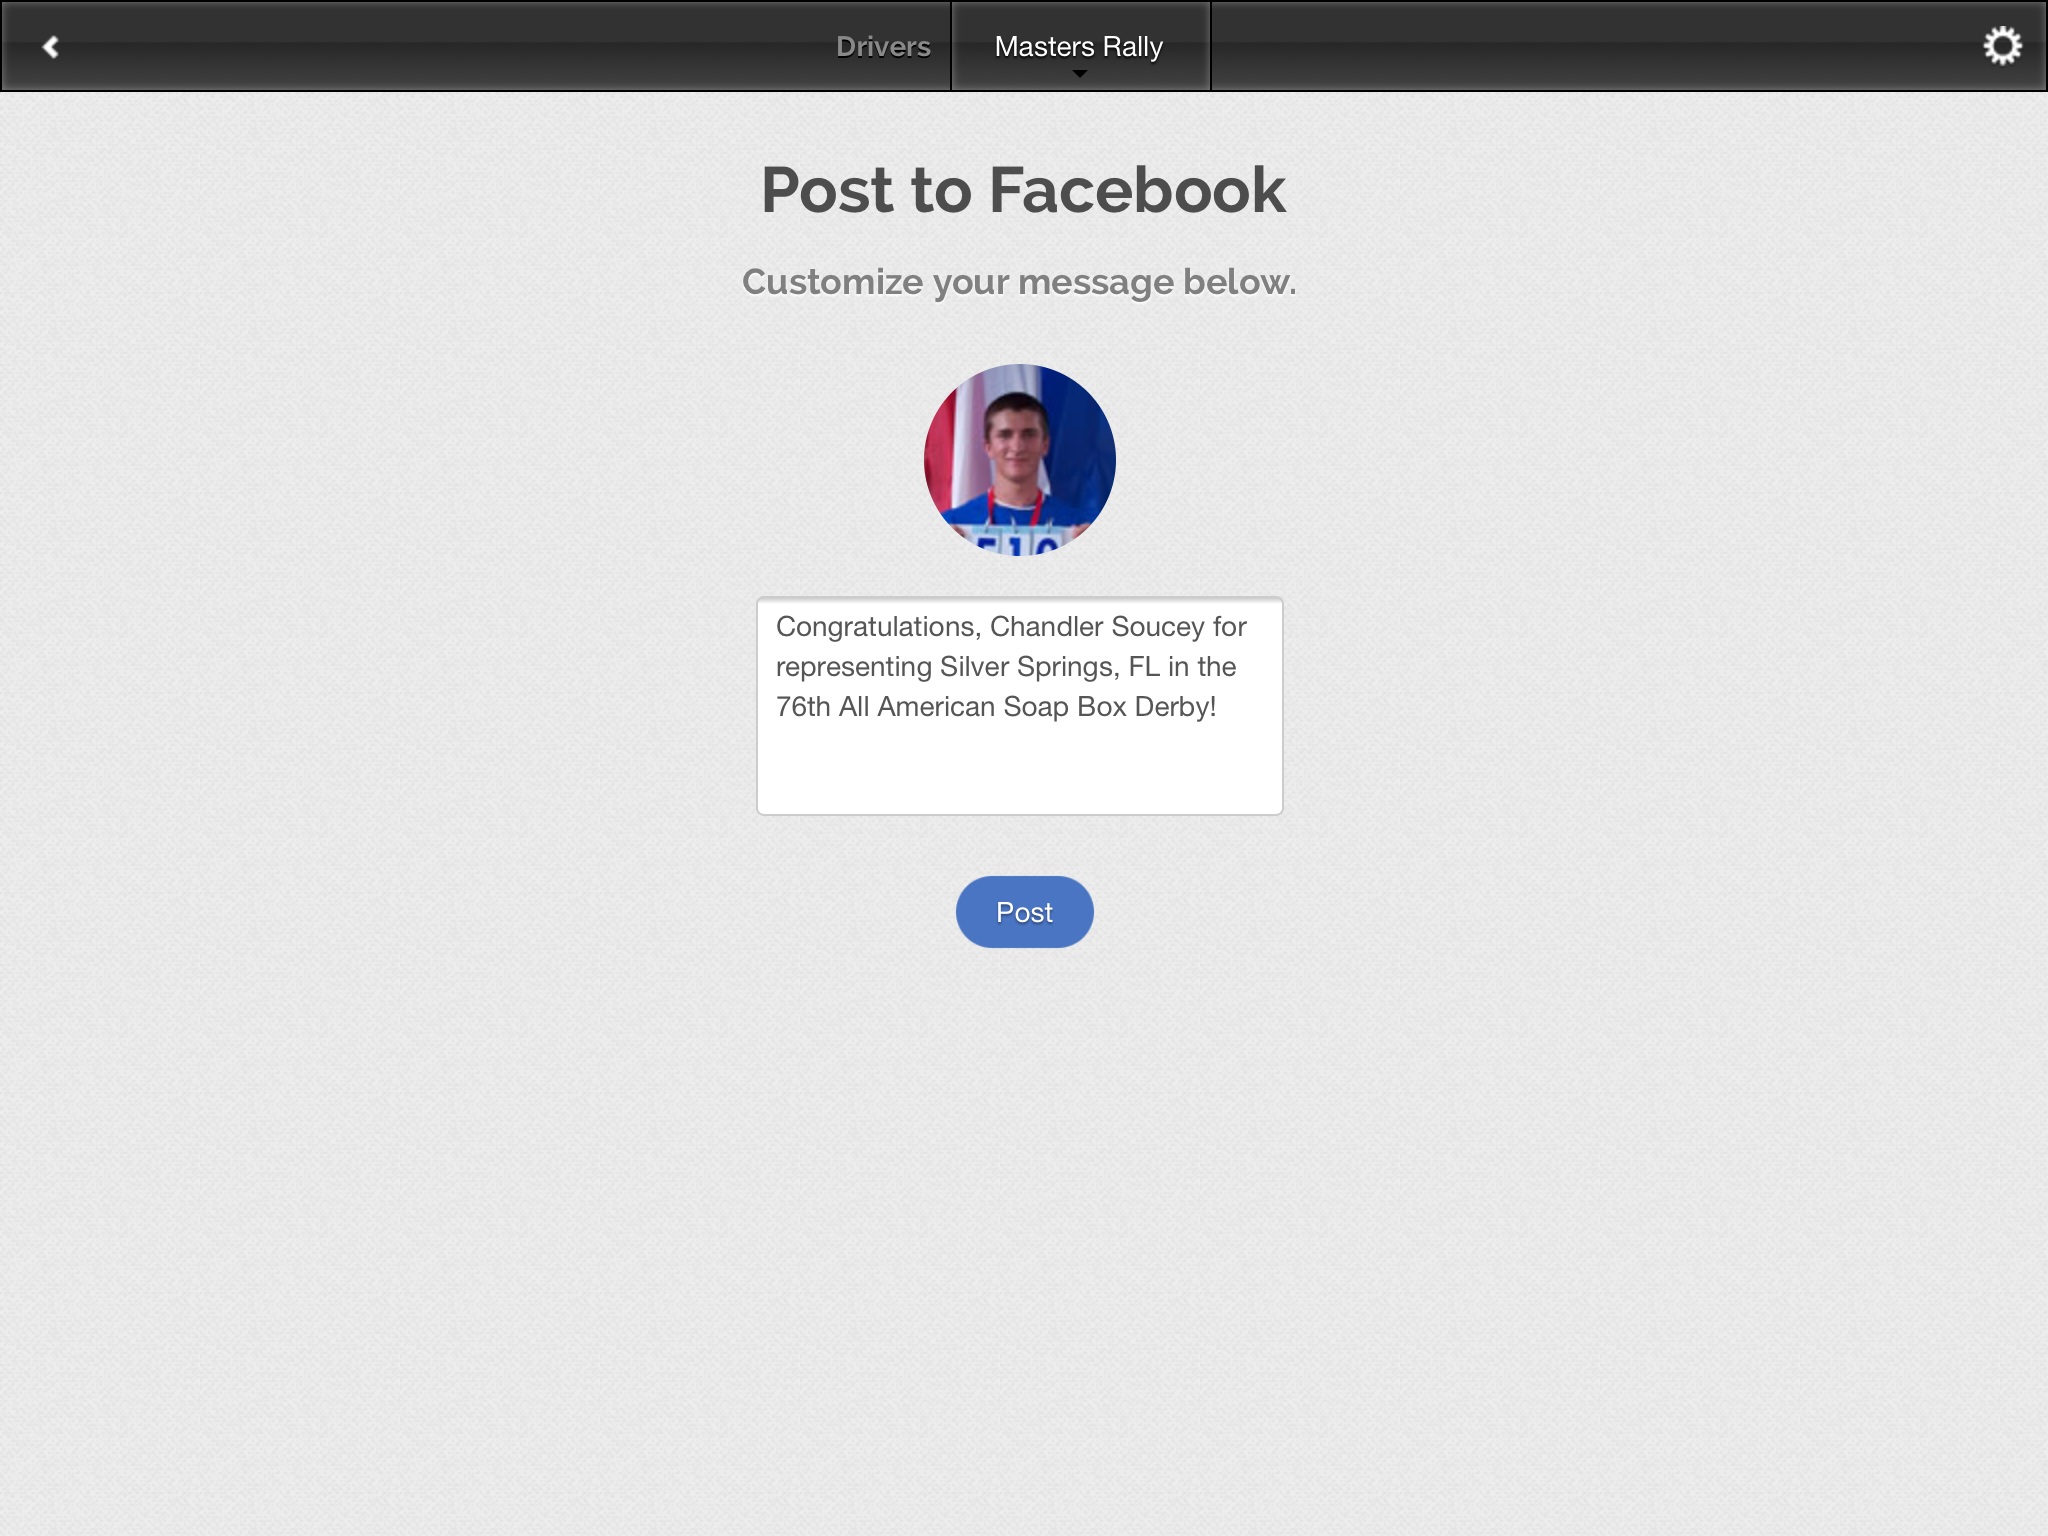 Drivers
Masters Rally
Post to Facebook
Customize your message below.
510
Congratulations, Chandler Soucey for
representing Silver Springs, FL in the
76th All American Soap Box Derby!
Post